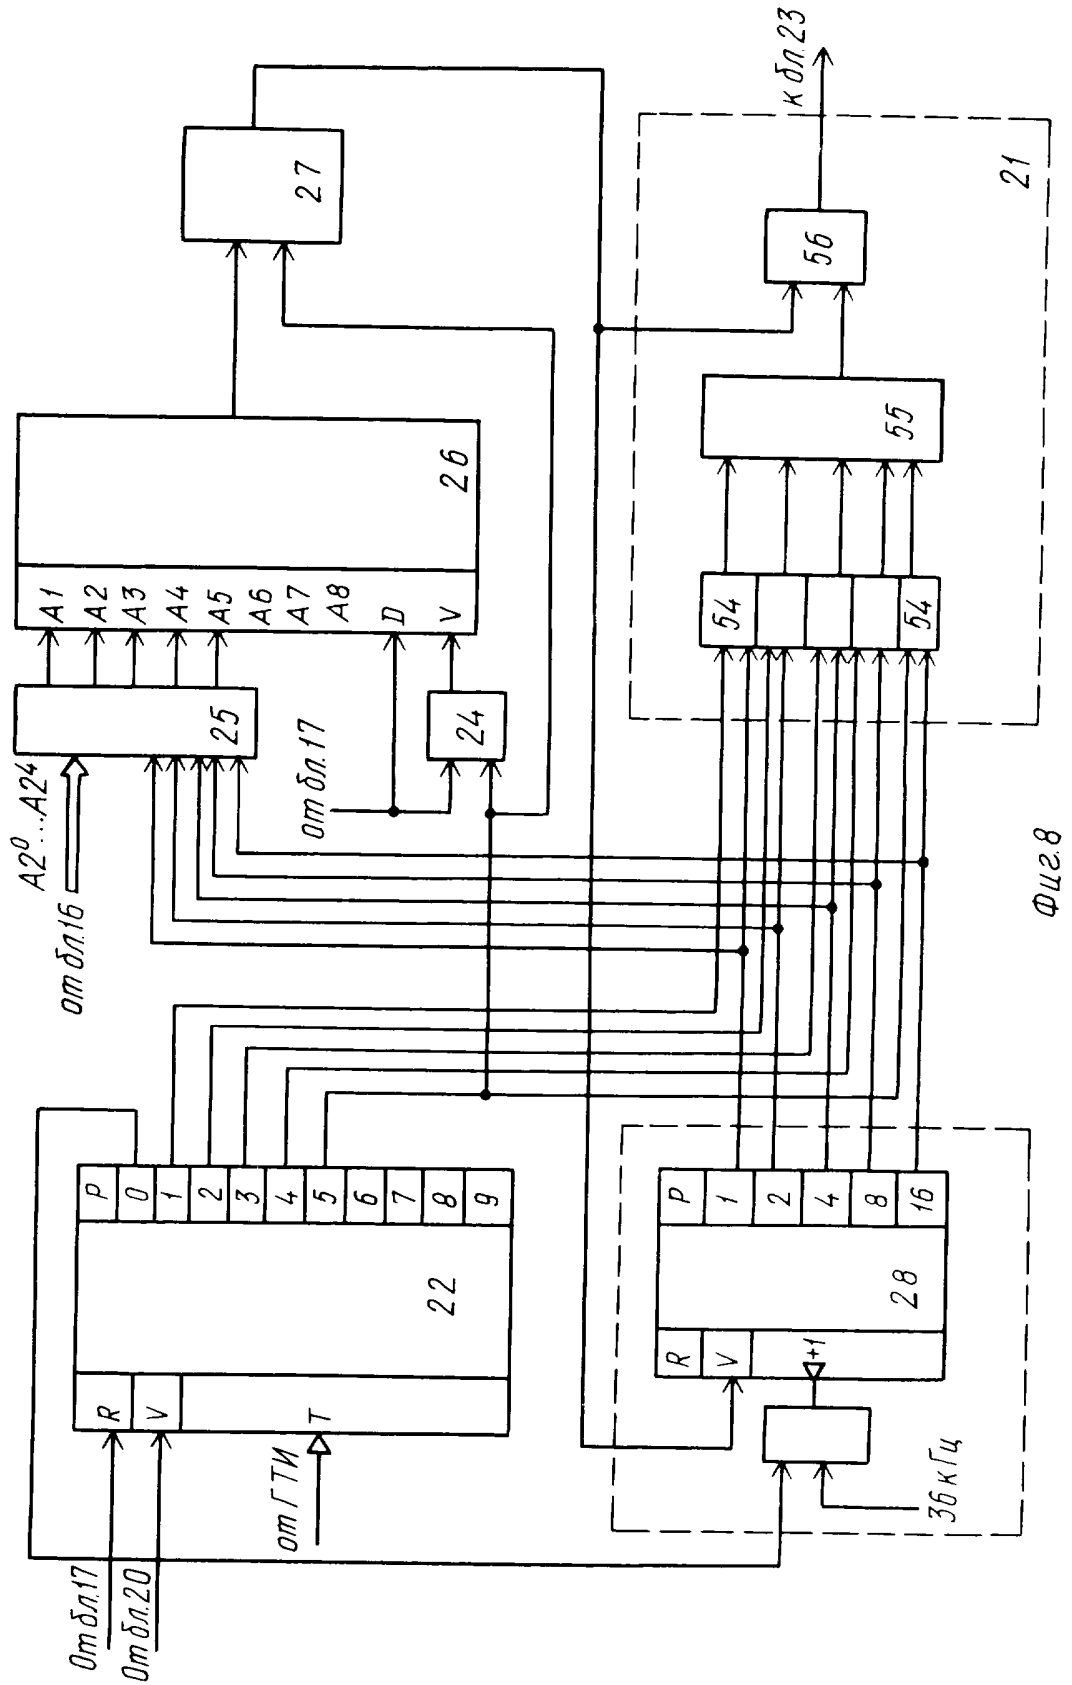 От бл.17
От бл.20
от ГТИ
R
V
T
22
P
0
1
2
3
4
5
6
7
8
9
от бл.16
A2⁰...A24
25
A1
A2
A3
A4
A5
A6
A7
A8
D
V
26
от бл.17
24
27
36 кГц
R
V
+1
28
P
1
2
4
8
16
54
54
55
56
21
к бл.23
Фиг.8